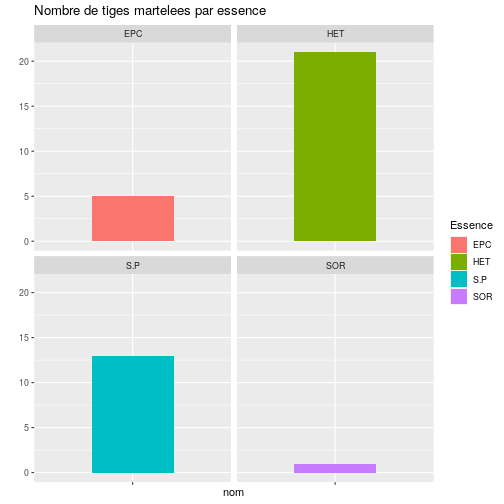 Nombre de tiges martelees par essence
EPC
HET
20
15
10
5
0
S.P
SOR
20
15
10
5
0
nom
Essence
EPC
HET
S.P
SOR